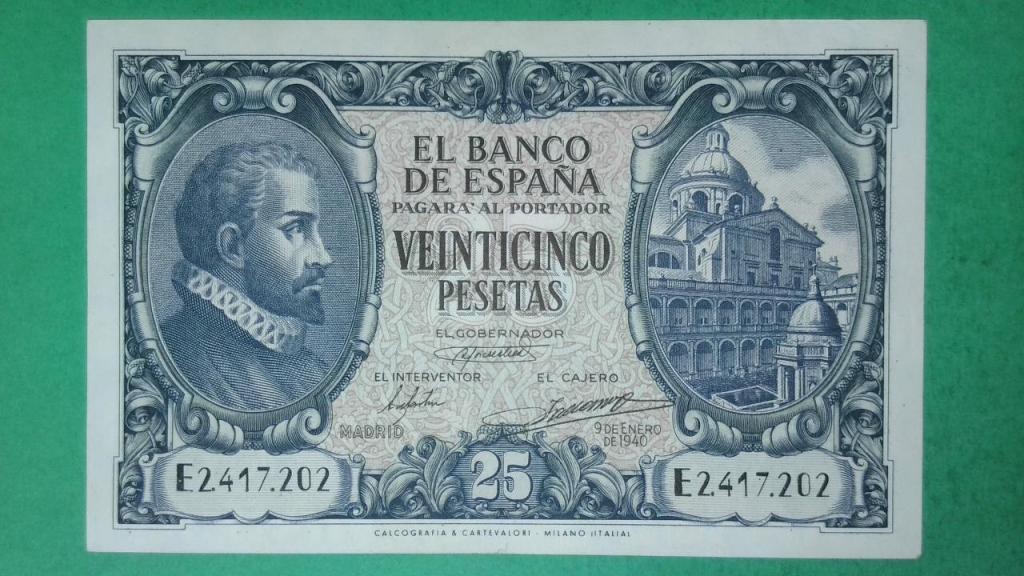 EL BANCO
DE ESPAÑA
PAGARA' AL PORTADOR
VEINTICINCO
PESETAS
EL GOBERNADOR
EL INTERVENTOR EL CAJERO
MADRID
9 DE ENERO
DE 1940
25
E2.417.202
E2.417.202
CALCOGRAFIA & CARTEVALORI - MILANO (ITALIA)